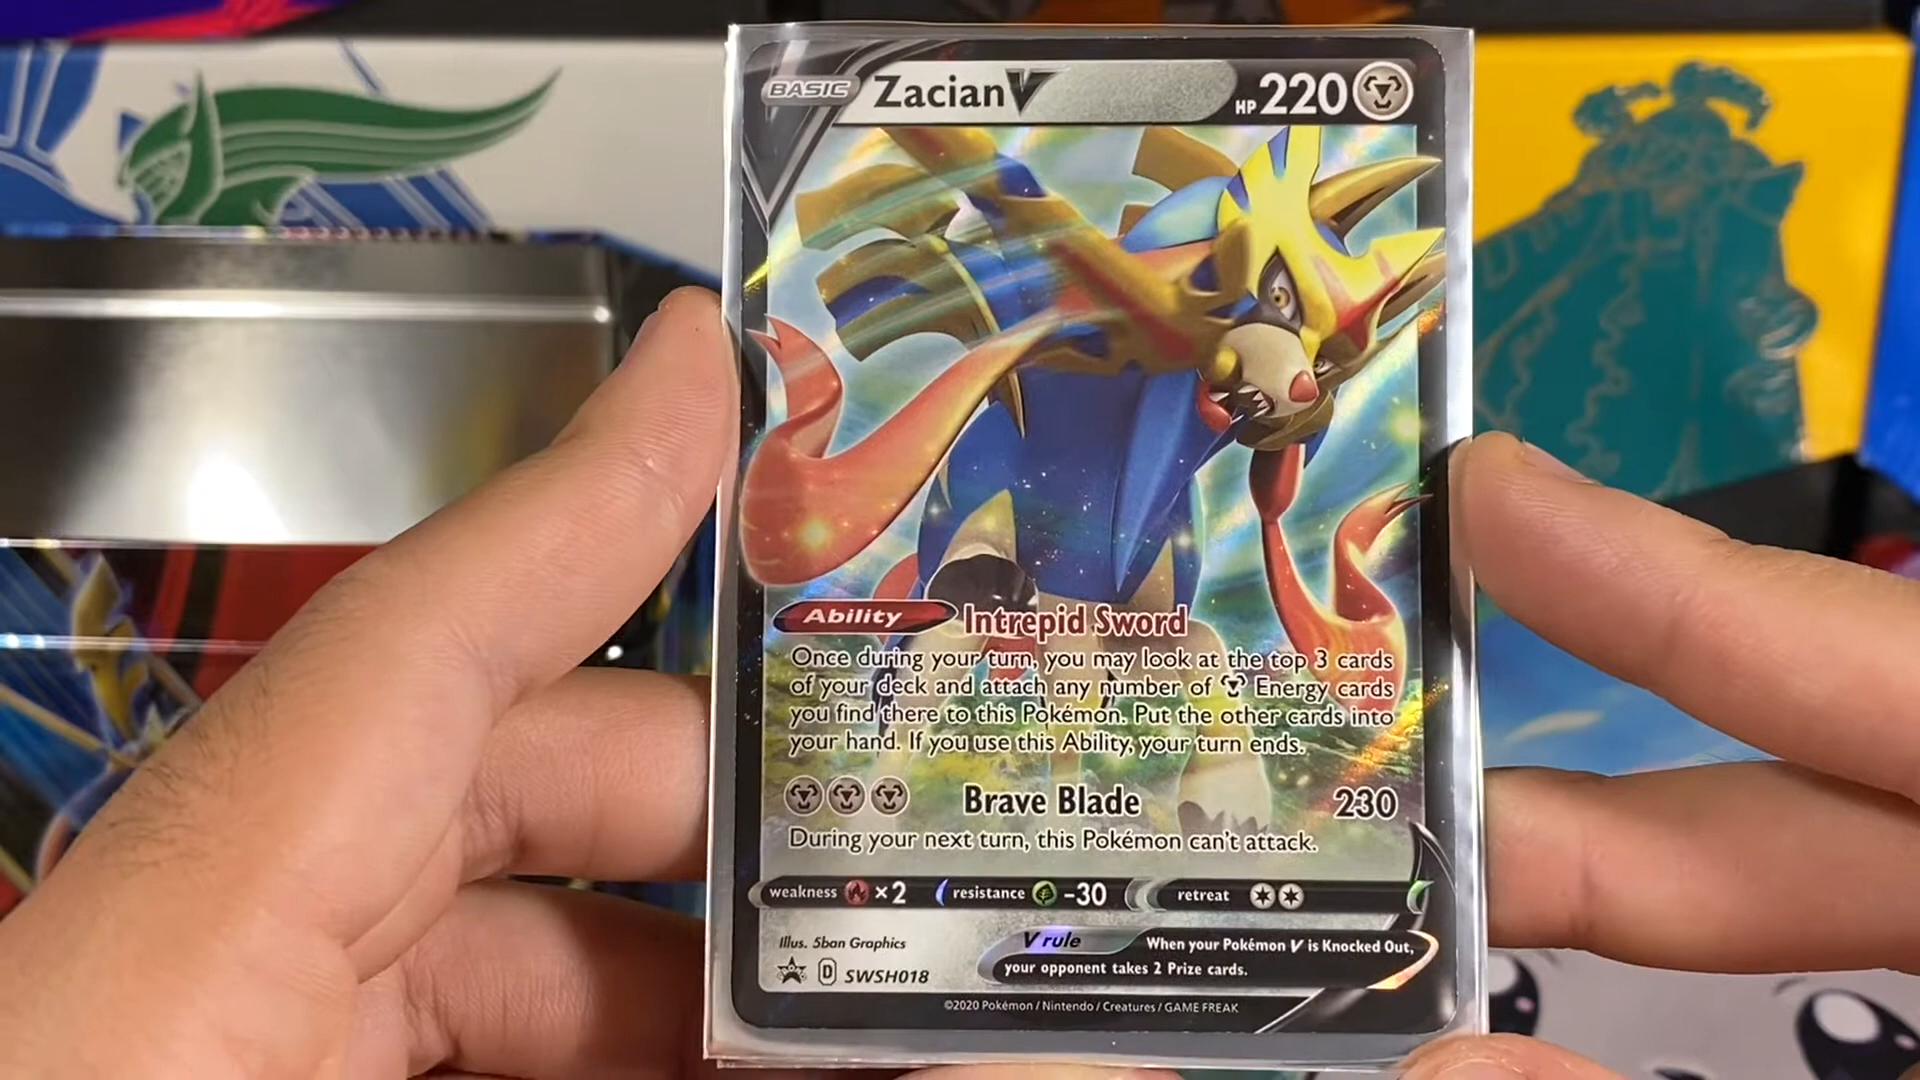 BASIC Zacian V HP 220
Ability Intrepid Sword
Once during your turn, you may look at the top 3 cards
of your deck and attach any number of Energy cards
you find there to this Pokémon. Put the other cards into
your hand. If you use this Ability, your turn ends.
Brave Blade 230
During your next turn, this Pokémon can't attack.
weakness ×2 resistance -30 retreat
Illus. 5ban Graphics
V rule When your Pokémon V is Knocked Out,
your opponent takes 2 Prize cards.
D SWSH018
©2020 Pokémon / Nintendo / Creatures / GAME FREAK